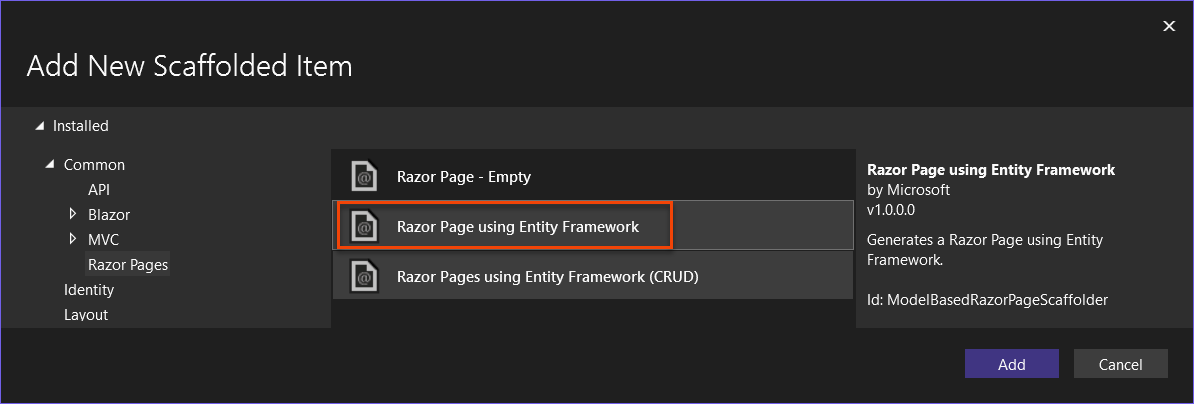 Add New Scaffolded Item
Installed
Common
API
Blazor
MVC
Razor Pages
Identity
Layout
Razor Page - Empty
Razor Page using Entity Framework
Razor Pages using Entity Framework (CRUD)
Razor Page using Entity Framework
by Microsoft
v1.0.0.0
Generates a Razor Page using Entity
Framework.
Id: ModelBasedRazorPageScaffolder
Add
Cancel